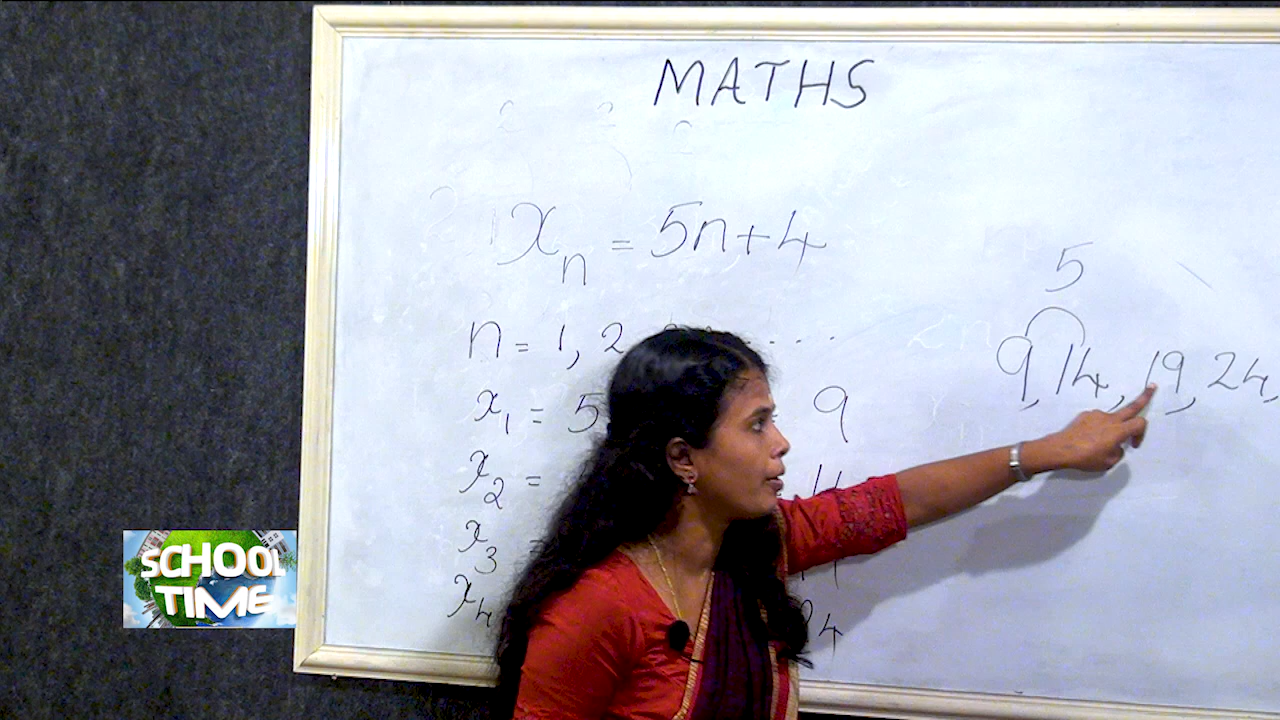 MATHS
xₙ = 5n+4
n = 1, 2 ....
x₁ = 5 9
x₂ =
x₃
x₄
5
9, 14, 19, 24,
SCHOOL
TIME